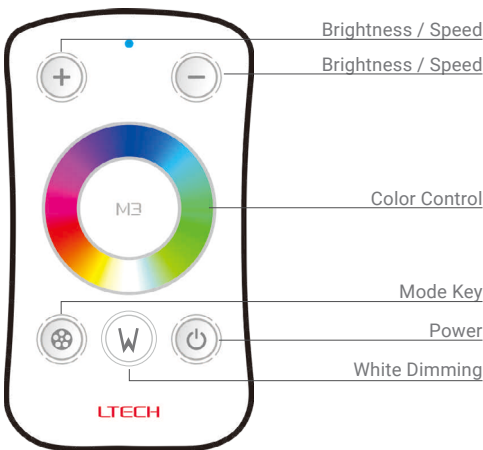 Brightness / Speed
Brightness / Speed
M3
Color Control
Mode Key
Power
W
White Dimming
LTECH